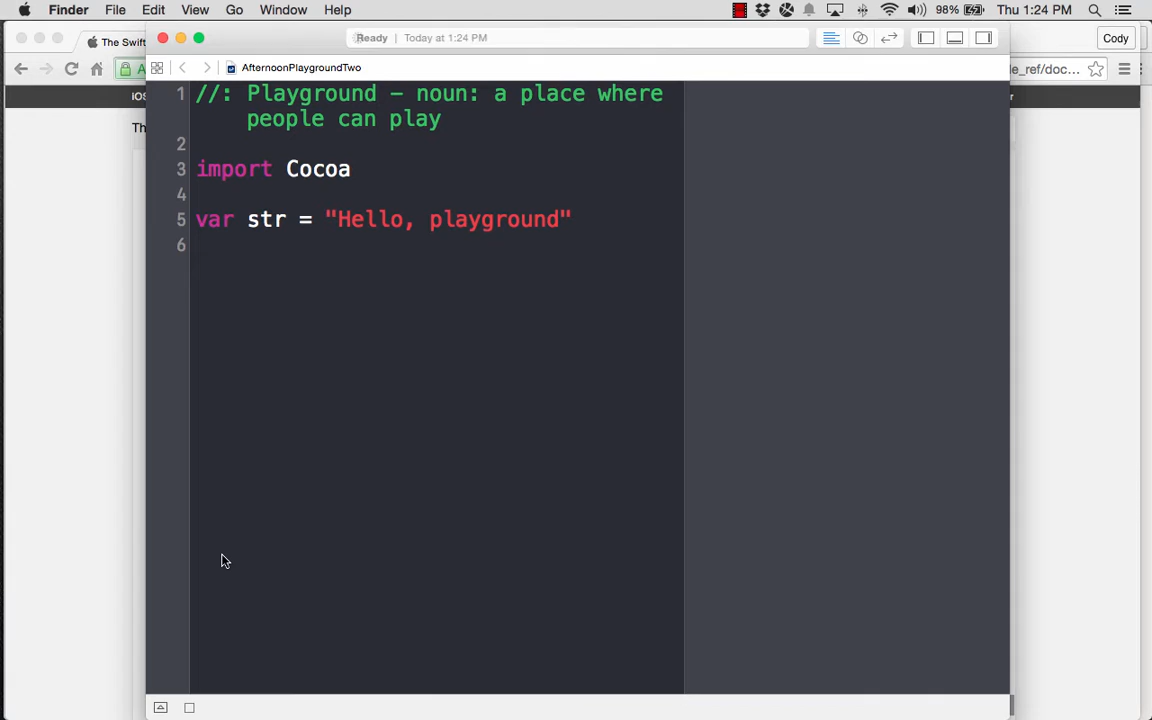 Finder File Edit View Go Window Help 98% Thu 1:24 PM
The Swift Ready | Today at 1:24 PM Cody
AfternoonPlaygroundTwo le_ref/doc...
1 //: Playground - noun: a place where
people can play
2
3 import Cocoa
4
5 var str = "Hello, playground"
6